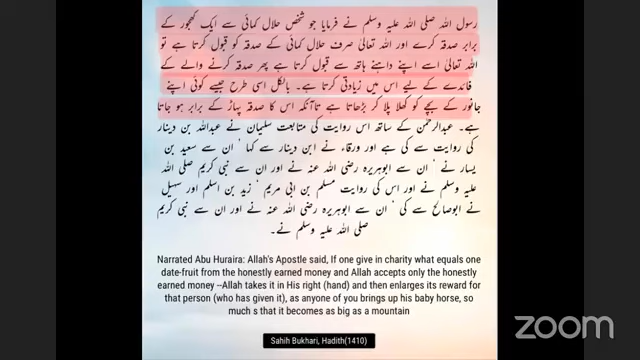 رسول اللہ صلی اللہ علیہ وسلم نے فرمایا جو شخص حلال کمائی سے ایک کھجور کے
برابر صدقہ کرے اور اللہ تعالیٰ صرف حلال کمائی کے صدقہ کو قبول کرتا ہے تو
اللہ تعالیٰ اسے اپنے داہنے ہاتھ سے قبول کرتا ہے پھر صدقہ کرنے والے کے
فائدے کے لیے اس میں زیادتی کرتا ہے۔ بالکل اسی طرح جیسے کوئی اپنے
جانور کے بچے کو کھلا پلا کر بڑھاتا ہے تاآنکہ اس کا صدقہ پہاڑ کے برابر ہو جاتا
ہے۔ عبدالرحمٰن کے ساتھ اس روایت کی متابعت سلیمان نے عبداللہ بن دینار
کی روایت سے کی ہے اور ورقاء نے ابن دینار سے کہا ‘ ان سے سعید بن
یسار نے ‘ ان سے ابوہریرہ رضی اللہ عنہ نے اور ان سے نبی کریم صلی اللہ
علیہ وسلم نے اور اس کی روایت مسلم بن ابی مریم ‘ زید بن اسلم اور سہیل
نے ابوصالح سے کی ‘ ان سے ابوہریرہ رضی اللہ عنہ نے اور ان سے نبی کریم
صلی اللہ علیہ وسلم نے۔
Narrated Abu Huraira: Allah's Apostle said, If one give in charity what equals one
date-fruit from the honestly earned money and Allah accepts only the honestly
earned money --Allah takes it in His right (hand) and then enlarges its reward for
that person (who has given it), as anyone of you brings up his baby horse, so
much s that it becomes as big as a mountain
Sahih Bukhari, Hadith(1410)
zoom